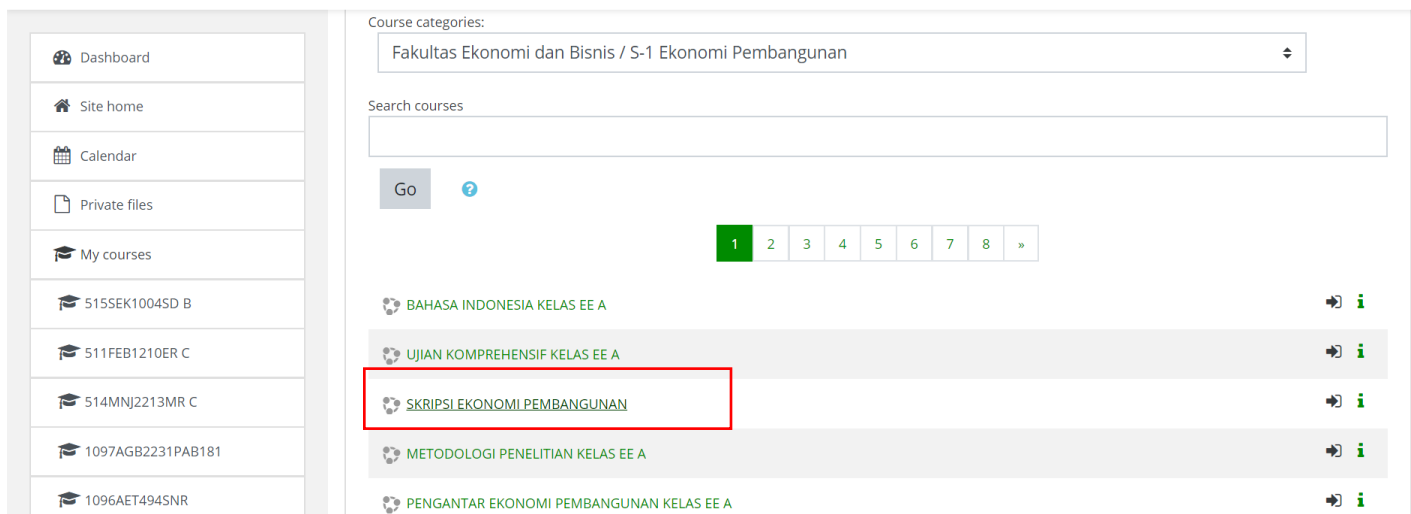 Dashboard
Site home
Calendar
Private files
My courses
515SEK1004SD B
511FEB1210ER C
514MNJ2213MR C
1097AGB2231PAB181
1096AET494SNR
Course categories:
Fakultas Ekonomi dan Bisnis / S-1 Ekonomi Pembangunan
Search courses
Go
1 2 3 4 5 6 7 8 »
BAHASA INDONESIA KELAS EE A
UJIAN KOMPREHENSIF KELAS EE A
SKRIPSI EKONOMI PEMBANGUNAN
METODOLOGI PENELITIAN KELAS EE A
PENGANTAR EKONOMI PEMBANGUNAN KELAS EE A